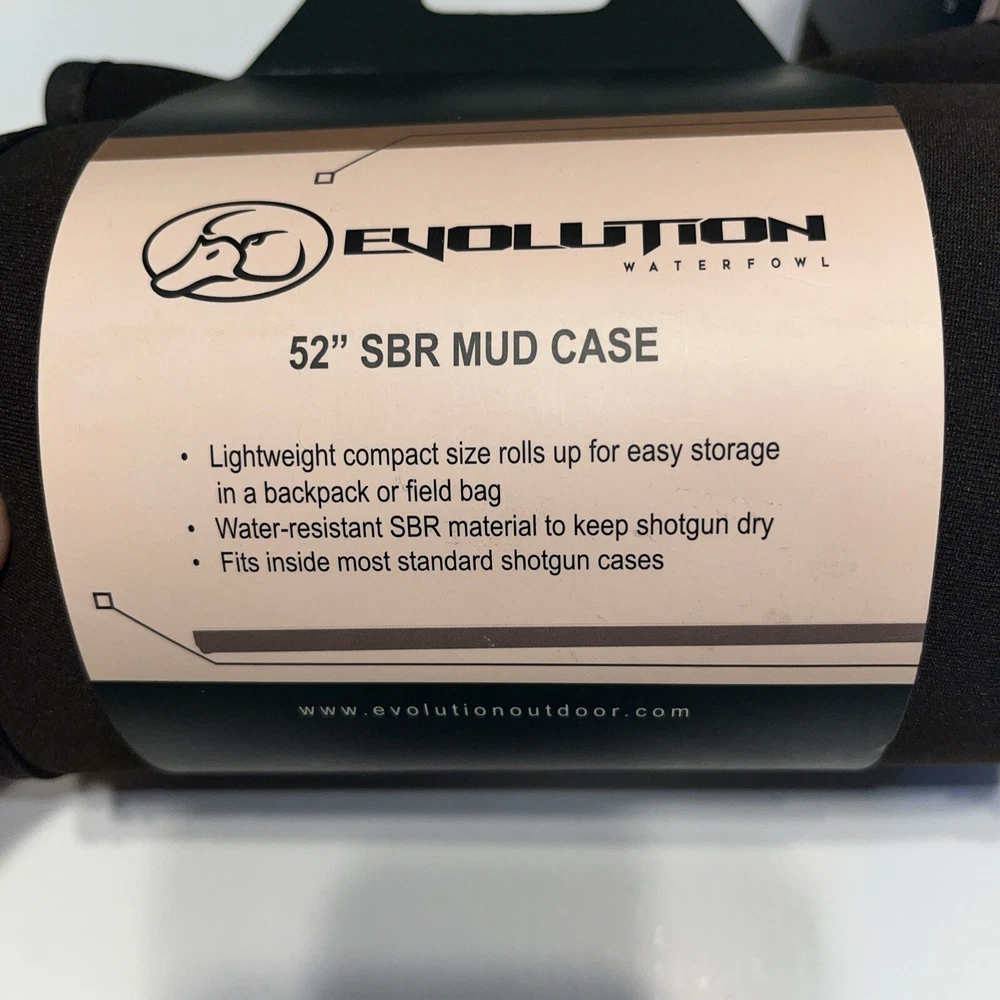 EVOLUTION
WATERFOWL
52” SBR MUD CASE
• Lightweight compact size rolls up for easy storage
in a backpack or field bag
• Water-resistant SBR material to keep shotgun dry
• Fits inside most standard shotgun cases
www.evolutionoutdoor.com